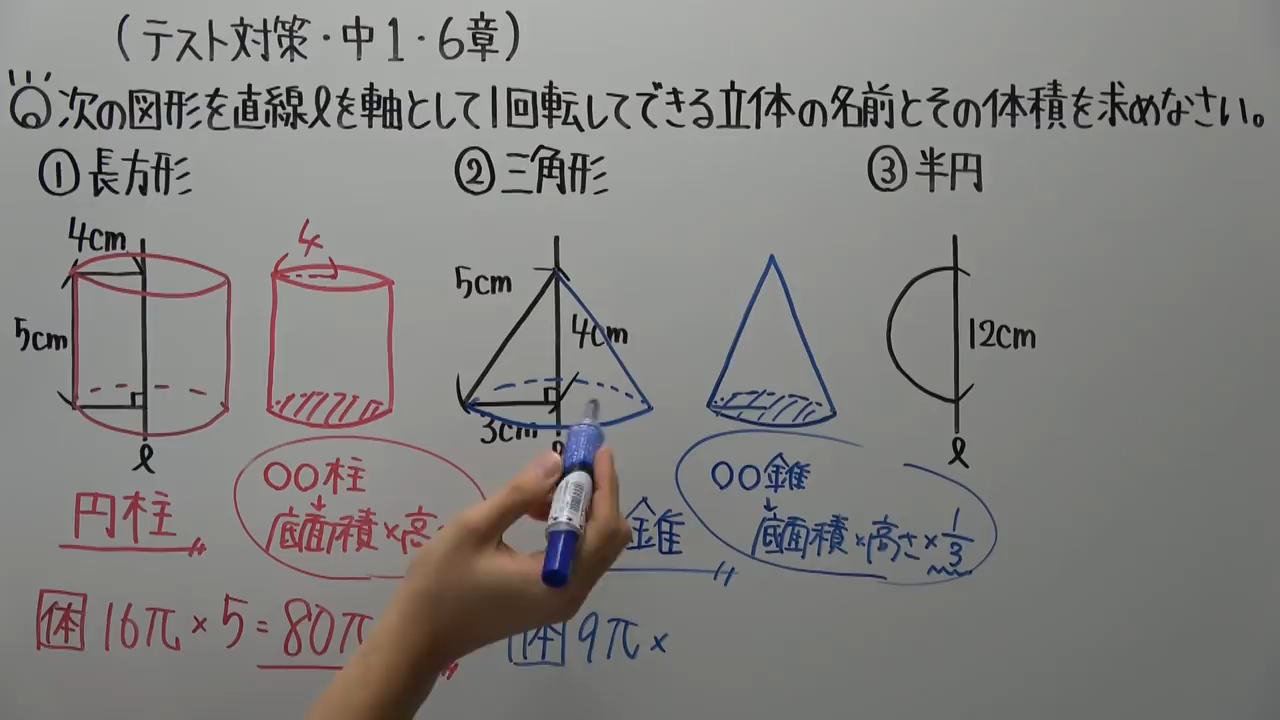 (テスト対策・中1・6章)
Q次の図形を直線ℓを軸として1回転してできる立体の名前とその体積を求めなさい。
①長方形
②三角形
③半円
4cm
5cm
ℓ
4
5cm
4cm
3cm
12cm
ℓ
円柱
○○柱
↓
底面積×高
錐
○○錐
↓
底面積×高さ×1/3
体 16π×5=80π
体 9π×